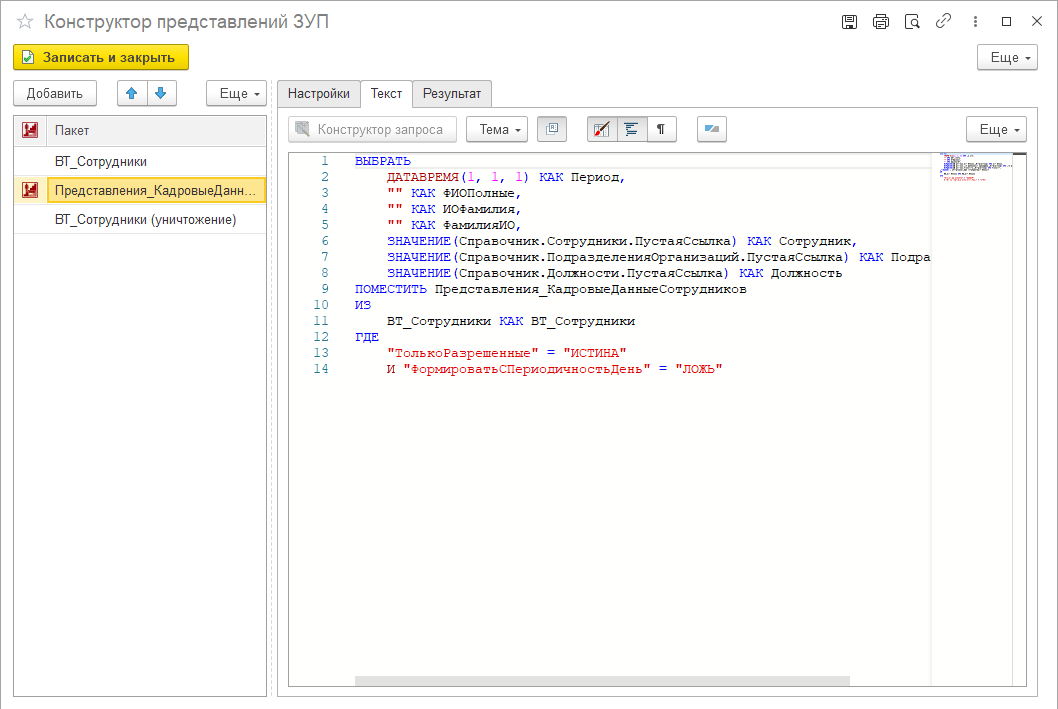 Конструктор представлений ЗУП
Записать и закрыть
Еще
Добавить
Еще
Настройки
Текст
Результат
Пакет
ВТ_Сотрудники
Представления_КадровыеДанн...
ВТ_Сотрудники (уничтожение)
Конструктор запроса
Тема
Еще
1 ВЫБРАТЬ
2 ДАТАВРЕМЯ(1, 1, 1) КАК Период,
3 "" КАК ФИОПолные,
4 "" КАК ИОФамилия,
5 "" КАК ФамилияИО,
6 ЗНАЧЕНИЕ(Справочник.Сотрудники.ПустаяСсылка) КАК Сотрудник,
7 ЗНАЧЕНИЕ(Справочник.ПодразделенияОрганизаций.ПустаяСсылка) КАК Подра
8 ЗНАЧЕНИЕ(Справочник.Должности.ПустаяСсылка) КАК Должность
9 ПОМЕСТИТЬ Представления_КадровыеДанныеСотрудников
10 ИЗ
11 ВТ_Сотрудники КАК ВТ_Сотрудники
12 ГДЕ
13 "ТолькоРазрешенные" = "ИСТИНА"
14 И "ФормироватьСПериодичностьДень" = "ЛОЖЬ"